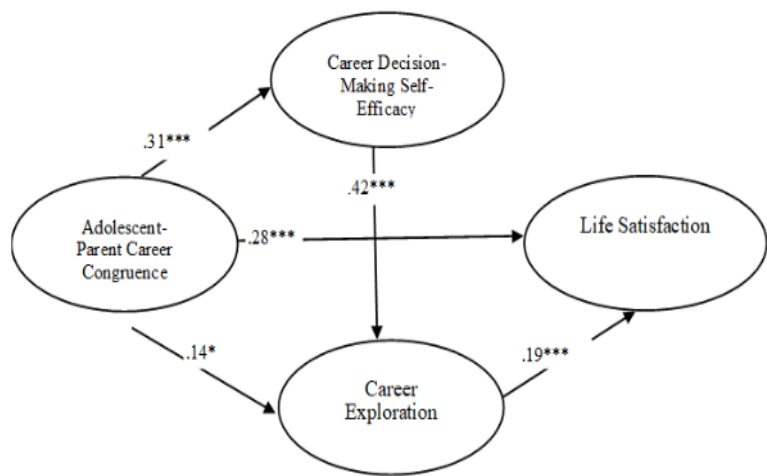 Career Decision-
Making Self-
Efficacy
.31***
.42***
Adolescent-
Parent Career
Congruence
.28***
Life Satisfaction
.14*
.19***
Career
Exploration